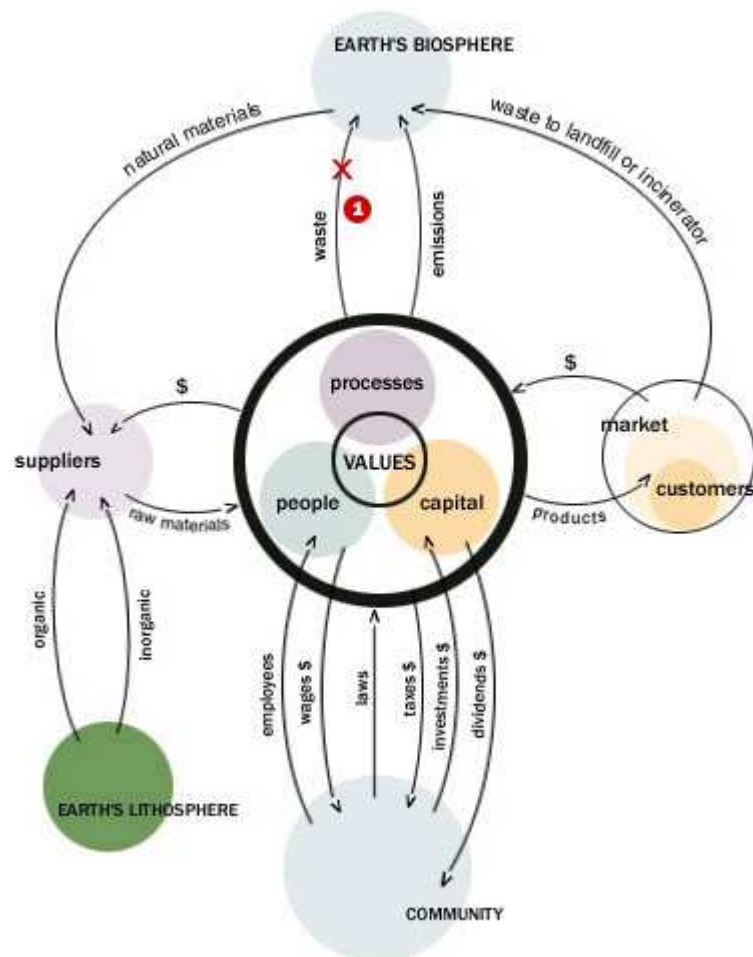 EARTH'S BIOSPHERE
natural materials
waste to landfill or incinerator
1
waste
emissions
processes
$
$
market
suppliers
VALUES
customers
people
capital
raw materials
products
organic
inorganic
employees
wages $
laws
taxes $
investments $
dividends $
EARTH'S LITHOSPHERE
COMMUNITY